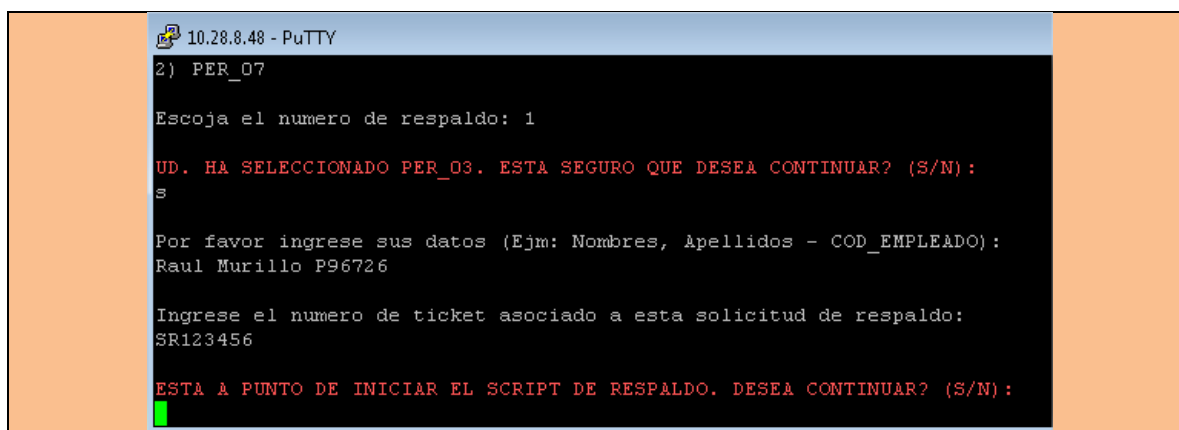 10.28.8.48 - PuTTY
2) PER_07
Escoja el numero de respaldo: 1
UD. HA SELECCIONADO PER_03. ESTA SEGURO QUE DESEA CONTINUAR? (S/N):
s
Por favor ingrese sus datos (Ejm: Nombres, Apellidos - COD_EMPLEADO):
Raul Murillo P96726
Ingrese el numero de ticket asociado a esta solicitud de respaldo:
SR123456
ESTA A PUNTO DE INICIAR EL SCRIPT DE RESPALDO. DESEA CONTINUAR? (S/N):